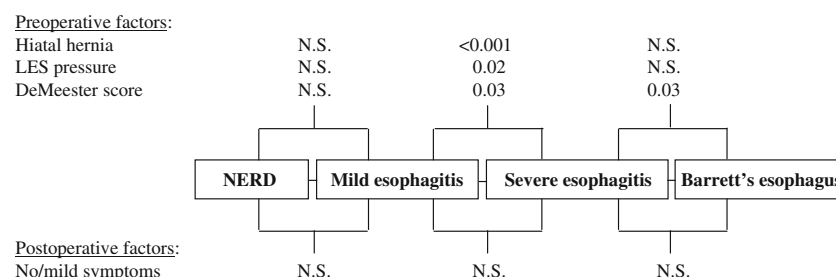 Preoperative factors:
Hiatal hernia N.S. <0.001 N.S.
LES pressure N.S. 0.02 N.S.
DeMeester score N.S. 0.03 0.03
NERD Mild esophagitis Severe esophagitis Barrett's esophagus
Postoperative factors:
No/mild symptoms N.S. N.S. N.S.